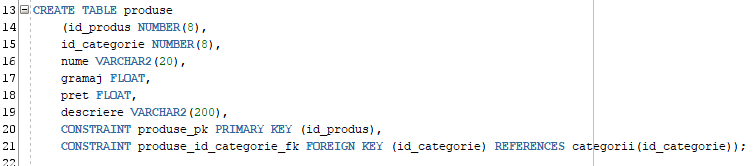 13 CREATE TABLE produse
14 (id_produs NUMBER(8),
15 id_categorie NUMBER(8),
16 nume VARCHAR2(20),
17 gramaj FLOAT,
18 pret FLOAT,
19 descriere VARCHAR2(200),
20 CONSTRAINT produse_pk PRIMARY KEY (id_produs),
21 CONSTRAINT produse_id_categorie_fk FOREIGN KEY (id_categorie) REFERENCES categorii(id_categorie));
22